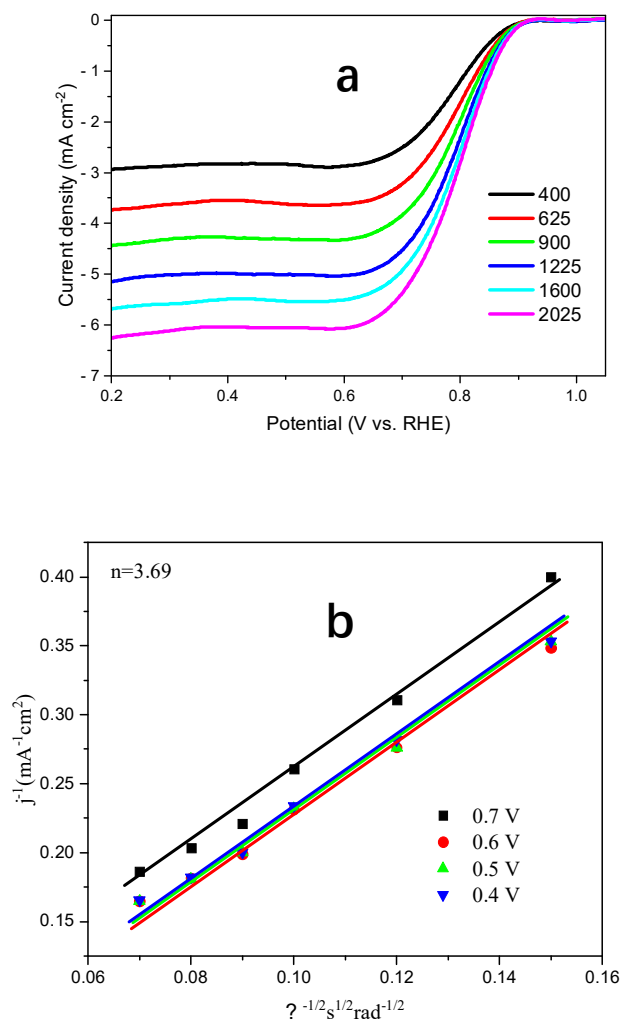 a
0
- 1
- 2
- 3
- 4
- 5
- 6
- 7
Current density (mA cm-2)
400
625
900
1225
1600
2025
0.2
0.4
0.6
0.8
1.0
Potential (V vs. RHE)
n=3.69
b
0.40
0.35
0.30
0.25
0.20
0.15
j-1(mA-1cm2)
0.7 V
0.6 V
0.5 V
0.4 V
0.06
0.08
0.10
0.12
0.14
0.16
? -1/2s1/2rad-1/2